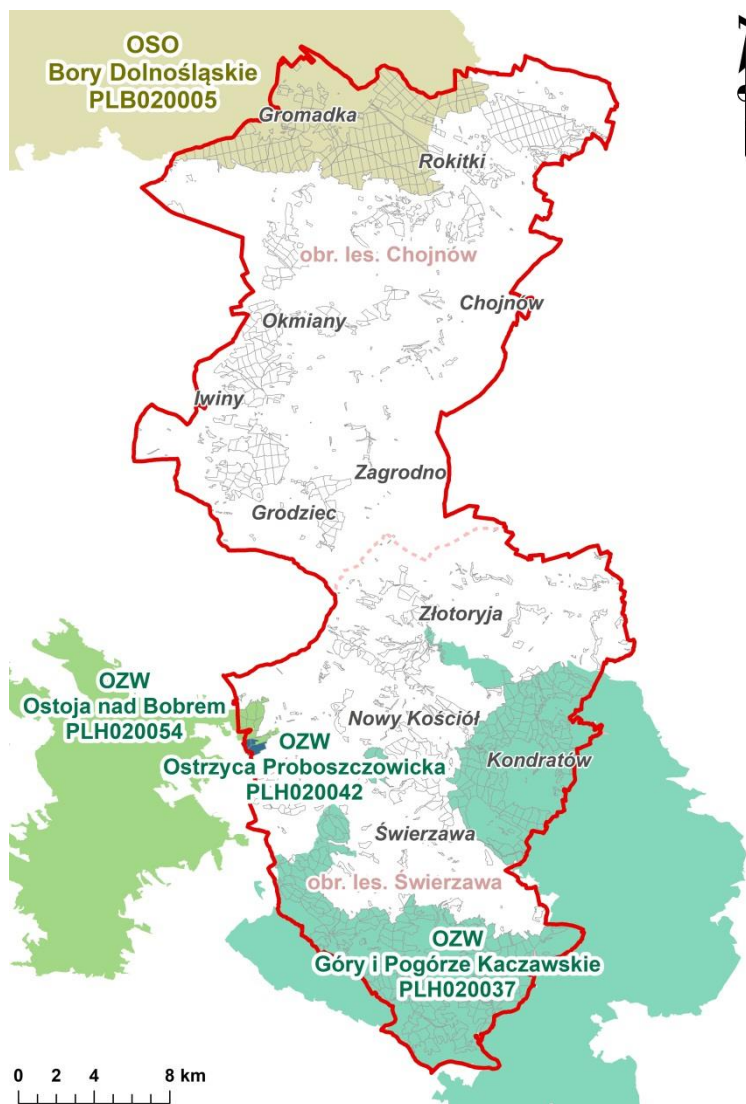 OSO
Bory Dolnośląskie
PLB020005
Gromadka
Rokitki
obr. les. Chojnów
Chojnów
Okmiany
Iwiny
Zagrodno
Grodziec
Złotoryja
OZW
Ostoja nad Bobrem
PLH020054
Nowy Kościół
OZW
Ostrzyca Proboszczowicka
PLH020042
Kondratów
Świerzawa
obr. les. Świerzawa
OZW
Góry i Pogórze Kaczawskie
PLH020037
0 2 4 8 km